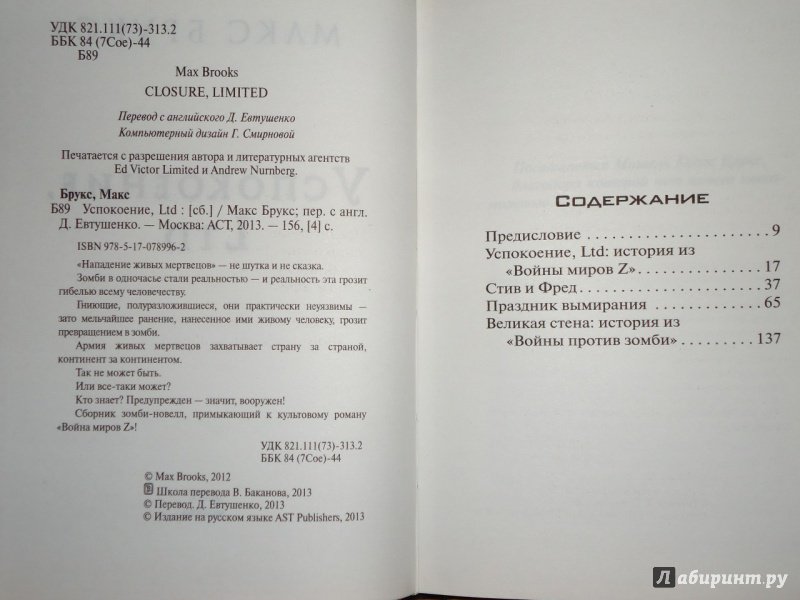 УДК 821.111(73)-313.2
ББК 84 (7Сое)-44
Б89
Max Brooks
CLOSURE, LIMITED
Перевод с английского Д. Евтушенко
Компьютерный дизайн Г. Смирновой
Печатается с разрешения автора и литературных агентств
Ed Victor Limited и Andrew Nurnberg.
Брукс, Макс
Б89 Успокоение, Ltd : [сб.] / Макс Брукс; пер. с англ.
Д. Евтушенко. — Москва: АСТ, 2013. — 156, [4] с.
ISBN 978-5-17-078996-2
«Нападение живых мертвецов» — не шутка и не сказка.
Зомби в одночасье стали реальностью — и реальность эта грозит
гибелью всему человечеству.
Гниющие, полуразложившиеся, они практически неуязвимы —
зато мельчайшее ранение, нанесенное ими живому человеку, грозит
превращением в зомби.
Армия живых мертвецов захватывает страну за страной,
континент за континентом.
Так не может быть.
Или все-таки может?
Кто знает? Предупрежден — значит, вооружен!
Сборник зомби-новелл, примыкающий к культовому роману
«Война миров Z»!
УДК 821.111(73)-313.2
ББК 84 (7Сое)-44
© Max Brooks, 2012
Школа перевода В. Баканова, 2013
© Перевод. Д. Евтушенко, 2013
© Издание на русском языке AST Publishers, 2013
СОДЕРЖАНИЕ
Предисловие . . . . . . . . . . . . . . . . . . . . 9
Успокоение, Ltd: история из
«Войны миров Z» . . . . . . . . . . . . . . 17
Стив и Фред . . . . . . . . . . . . . . . . . . . . 37
Праздник вымирания . . . . . . . . . . . . 65
Великая стена: история из
«Войны против зомби» . . . . . . . . . . 137
Лабиринт.ру